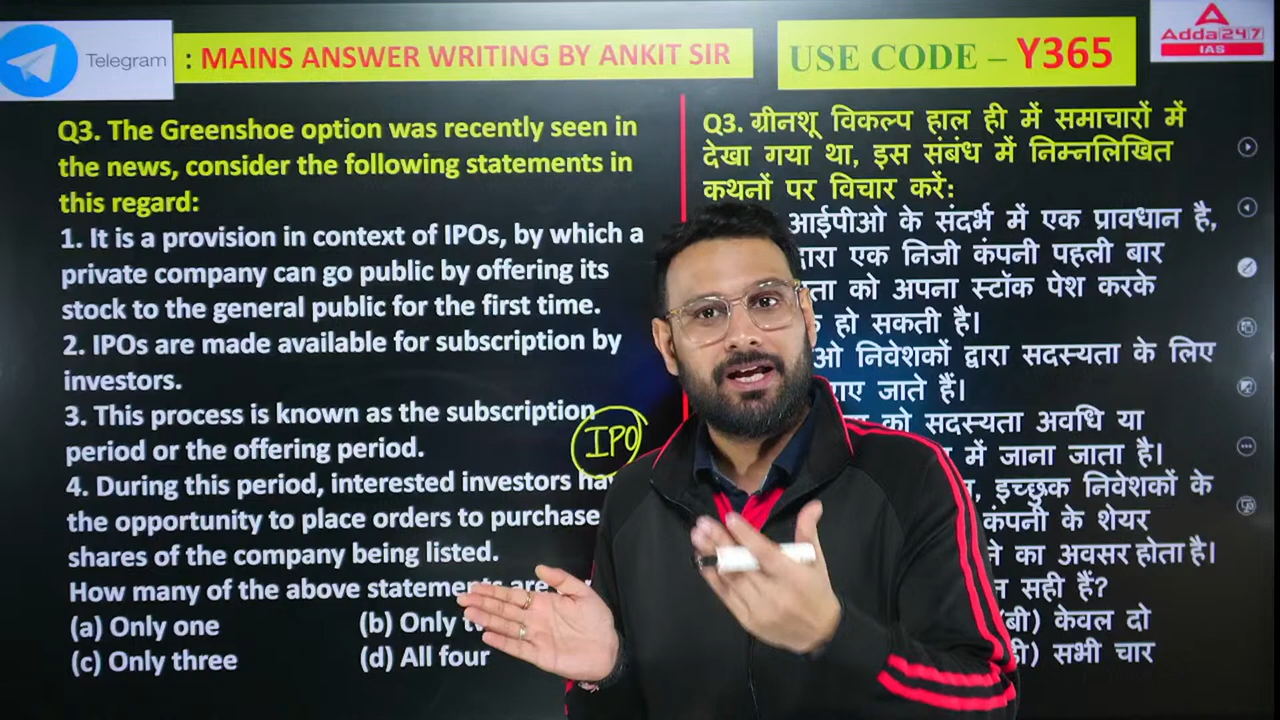 Telegram
: MAINS ANSWER WRITING BY ANKIT SIR
USE CODE – Y365
Adda247
IAS
Q3. The Greenshoe option was recently seen in
the news, consider the following statements in
this regard:
1. It is a provision in context of IPOs, by which a
private company can go public by offering its
stock to the general public for the first time.
2. IPOs are made available for subscription by
investors.
3. This process is known as the subscription
period or the offering period.
4. During this period, interested investors
the opportunity to place orders to purchase
shares of the company being listed.
How many of the above statements are
(a) Only one (b) Only
(c) Only three (d) All four
IPO
Q3. ग्रीनशू विकल्प हाल ही में समाचारों में
देखा गया था, इस संबंध में निम्नलिखित
कथनों पर विचार करें:
आईपीओ के संदर्भ में एक प्रावधान है,
एक निजी कंपनी पहली बार
को अपना स्टॉक पेश करके
हो सकती है।
निवेशकों द्वारा सदस्यता के लिए
जाते हैं।
को सदस्यता अवधि या
में जाना जाता है।
इच्छुक निवेशकों के
कंपनी के शेयर
का अवसर होता है।
सही हैं?
(बी) केवल दो
सभी चार